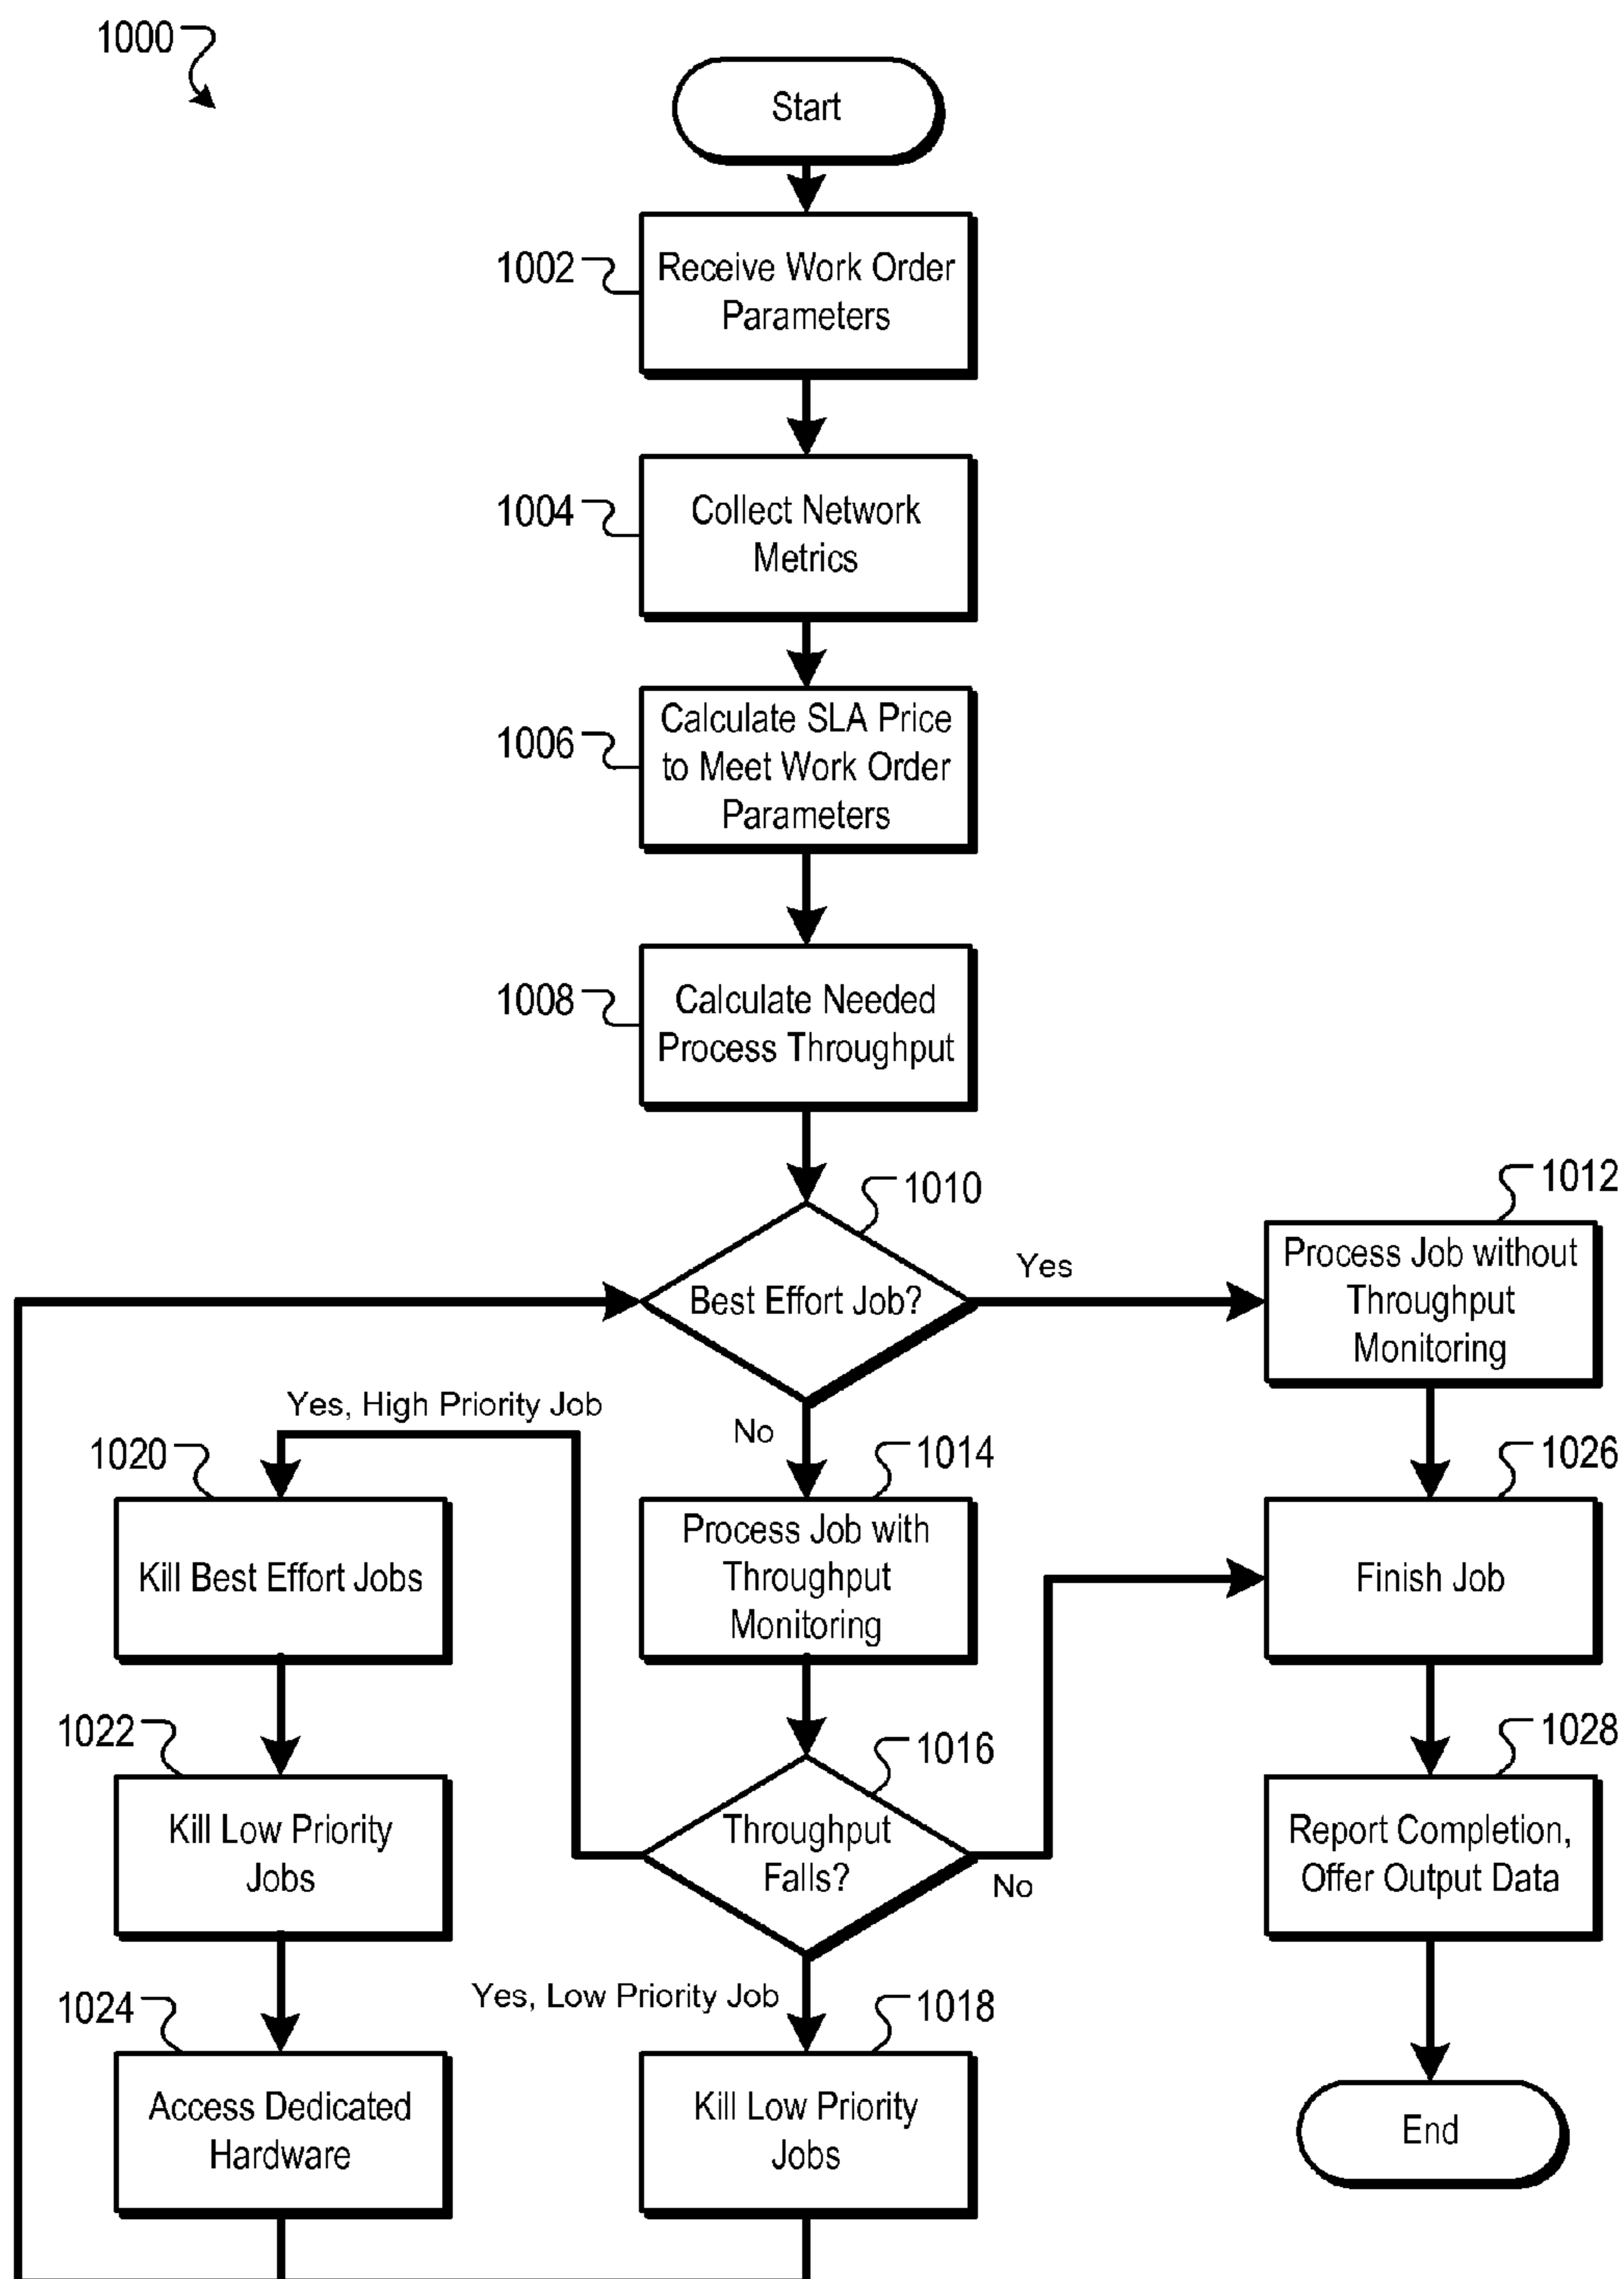 1000
Start
1002
Receive Work Order
Parameters
1004
Collect Network
Metrics
1006
Calculate SLA Price
to Meet Work Order
Parameters
1008
Calculate Needed
Process Throughput
1010
Best Effort Job?
Yes
1012
Process Job without
Throughput
Monitoring
No
Yes, High Priority Job
1020
Kill Best Effort Jobs
1014
Process Job with
Throughput
Monitoring
1026
Finish Job
1022
Kill Low Priority
Jobs
1016
Throughput
Falls?
No
1028
Report Completion,
Offer Output Data
1024
Access Dedicated
Hardware
Yes, Low Priority Job
1018
Kill Low Priority
Jobs
End